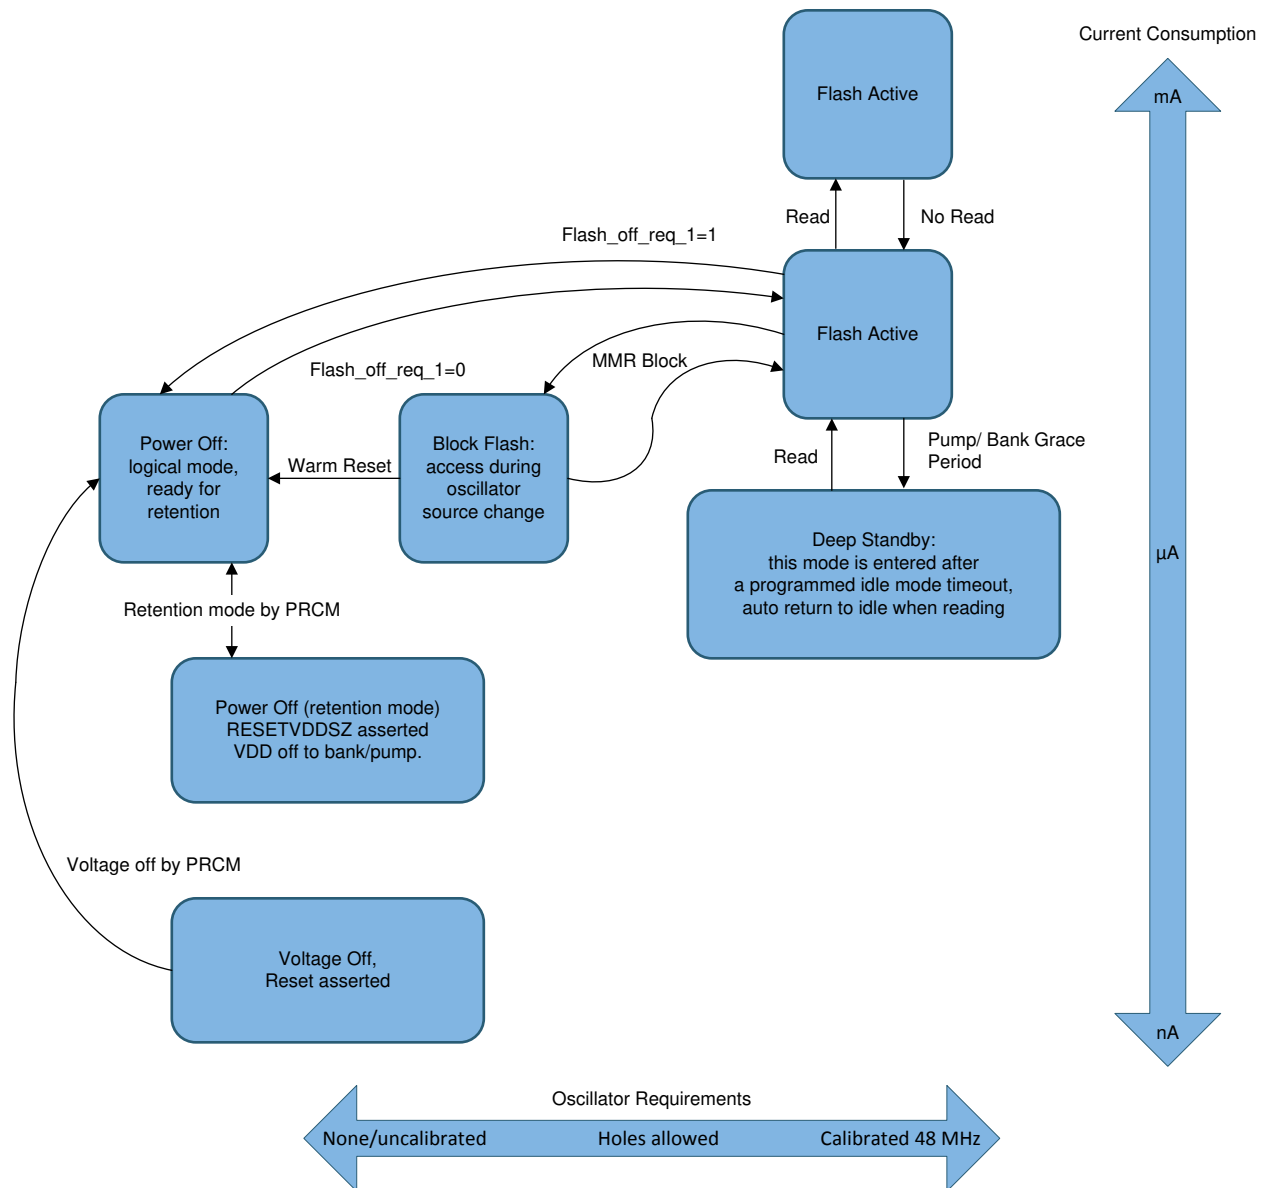 Current Consumption
mA
Flash Active
Read
No Read
Flash_off_req_1=1
Flash Active
MMR Block
Flash_off_req_1=0
Power Off:
logical mode,
ready for
retention
Warm Reset
Block Flash:
access during
oscillator
source change
Read
Pump/ Bank Grace
Period
Deep Standby:
this mode is entered after
a programmed idle mode timeout,
auto return to idle when reading
µA
Retention mode by PRCM
Power Off (retention mode)
RESETVDDSZ asserted
VDD off to bank/pump.
Voltage off by PRCM
Voltage Off,
Reset asserted
nA
Oscillator Requirements
None/uncalibrated
Holes allowed
Calibrated 48 MHz